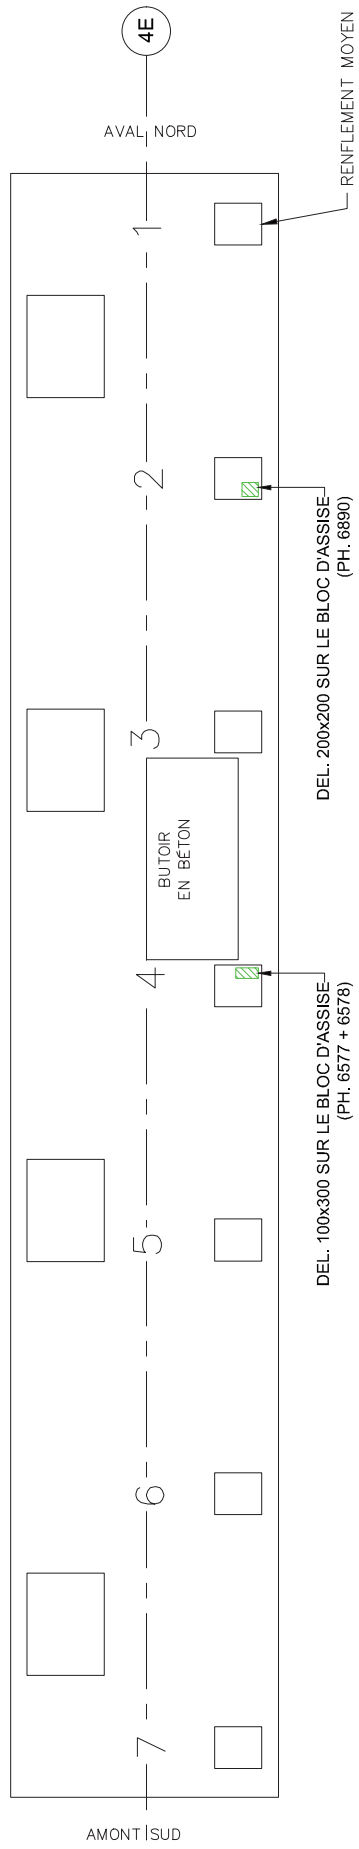 4E
AVAL NORD
1
RENFLEMENT MOYEN
2
DEL. 200x200 SUR LE BLOC D'ASSISE
(PH. 6890)
3
BUTOIR
EN BÉTON
4
DEL. 100x300 SUR LE BLOC D'ASSISE
(PH. 6577 + 6578)
5
6
7
AMONT SUD